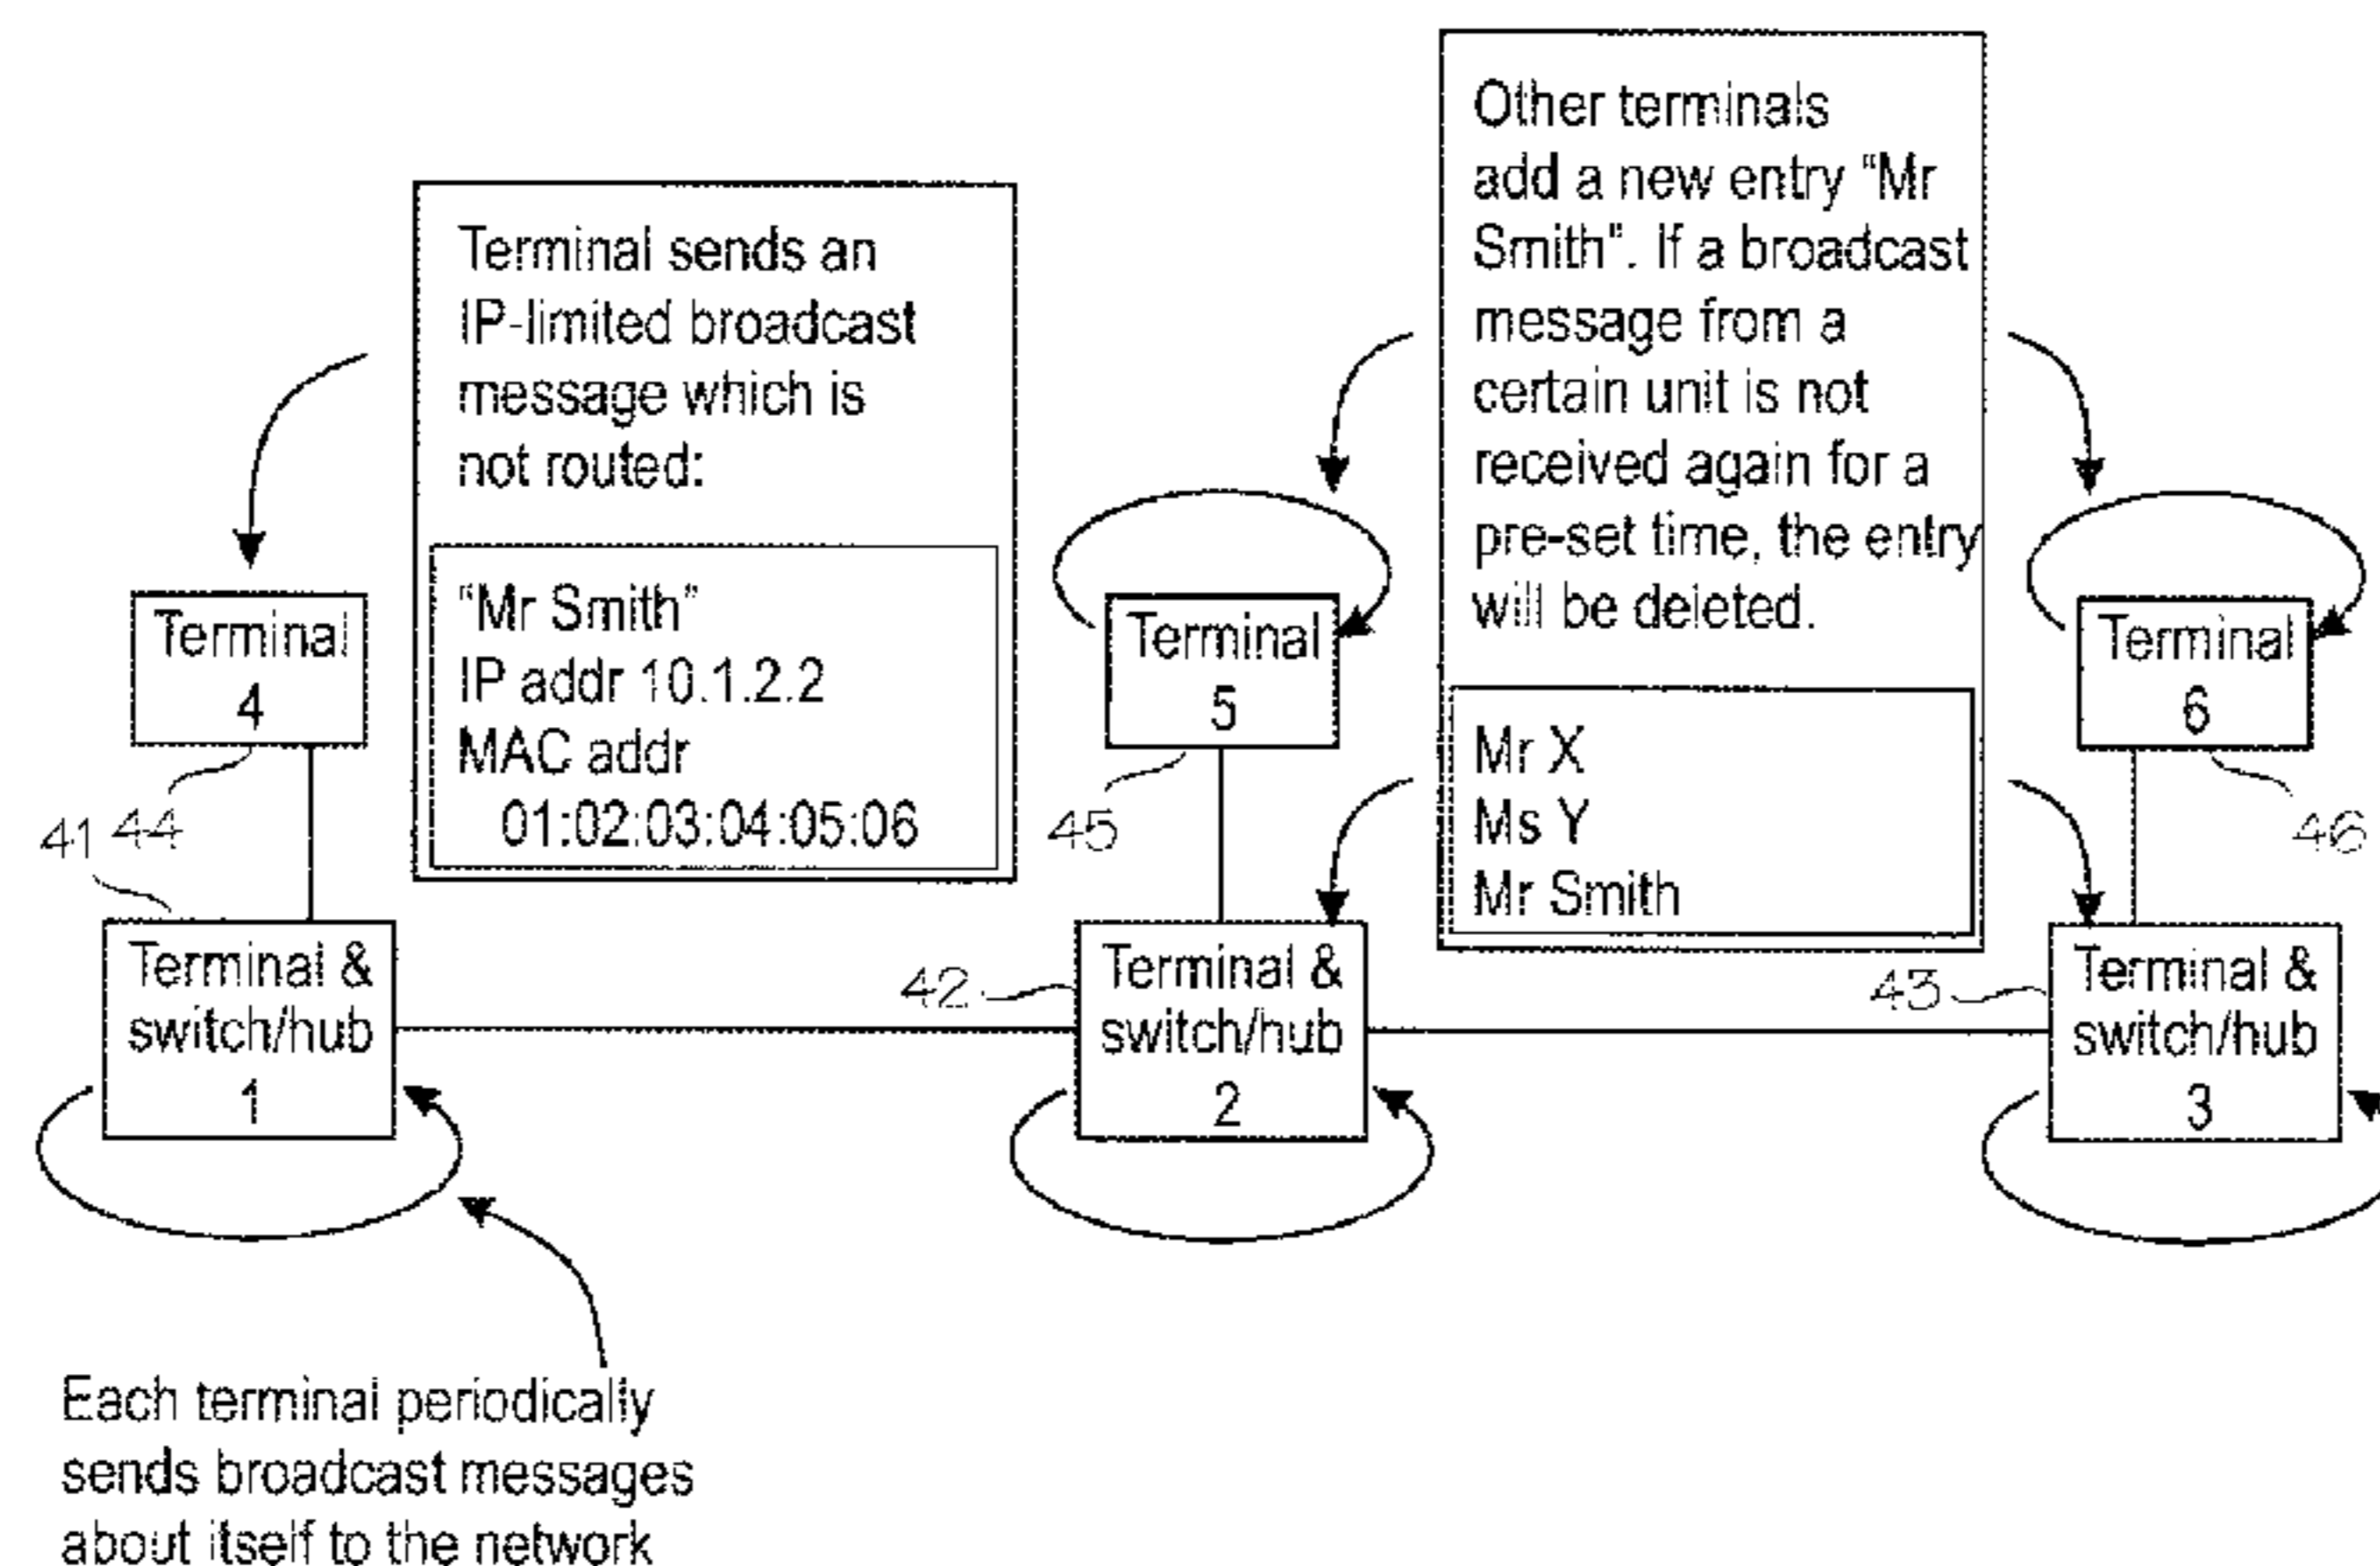 Terminal sends an
IP-limited broadcast
message which is
not routed:
"Mr Smith"
IP addr 10.1.2.2
MAC addr
01:02:03:04:05:06
Other terminals
add a new entry "Mr
Smith". If a broadcast
message from a
certain unit is not
received again for a
pre-set time, the entry
will be deleted.
Mr X
Ms Y
Mr Smith
Terminal
4
44
Terminal
5
45
Terminal
6
46
41
Terminal &
switch/hub
1
42
Terminal &
switch/hub
2
43
Terminal &
switch/hub
3
Each terminal periodically
sends broadcast messages
about itself to the network